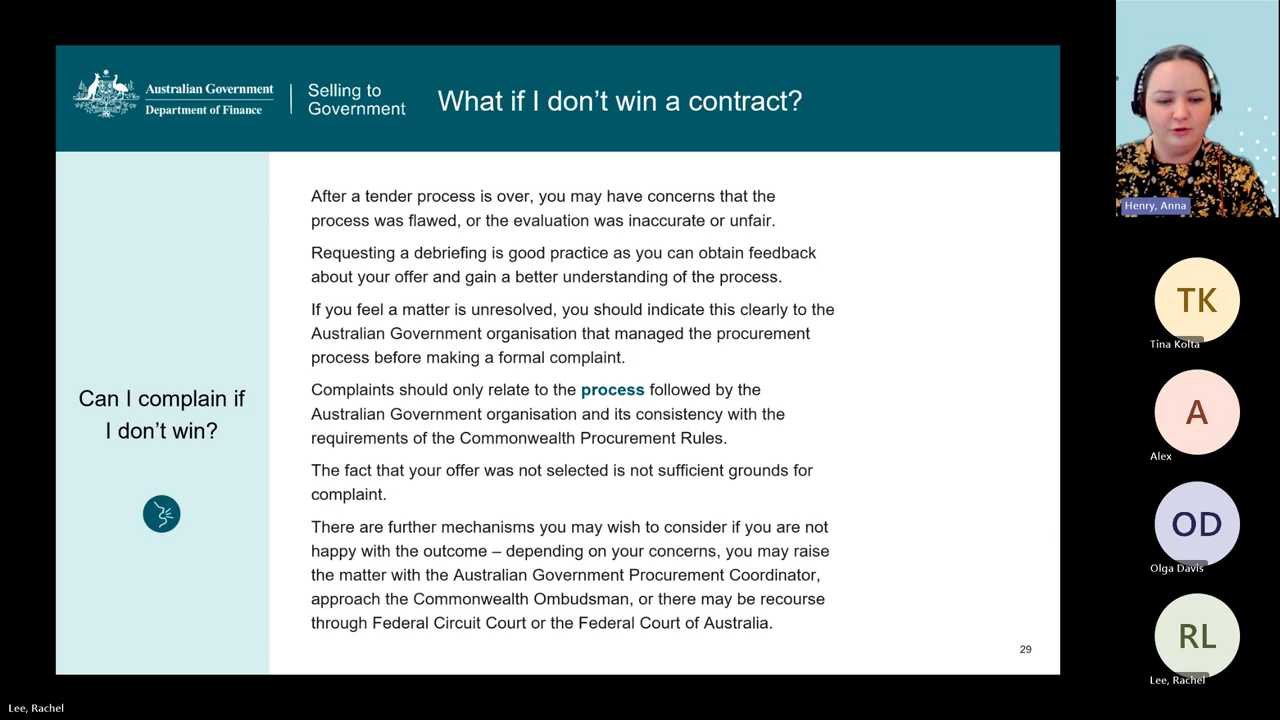 Australian Government
Department of Finance
Selling to
Government
What if I don't win a contract?
Can I complain if
I don't win?
After a tender process is over, you may have concerns that the
process was flawed, or the evaluation was inaccurate or unfair.
Requesting a debriefing is good practice as you can obtain feedback
about your offer and gain a better understanding of the process.
If you feel a matter is unresolved, you should indicate this clearly to the
Australian Government organisation that managed the procurement
process before making a formal complaint.
Complaints should only relate to the process followed by the
Australian Government organisation and its consistency with the
requirements of the Commonwealth Procurement Rules.
The fact that your offer was not selected is not sufficient grounds for
complaint.
There are further mechanisms you may wish to consider if you are not
happy with the outcome – depending on your concerns, you may raise
the matter with the Australian Government Procurement Coordinator,
approach the Commonwealth Ombudsman, or there may be recourse
through Federal Circuit Court or the Federal Court of Australia.
29
Henry, Anna
TK
Tina Kolta
A
Alex
OD
Olga Davis
RL
Lee, Rachel
Lee, Rachel